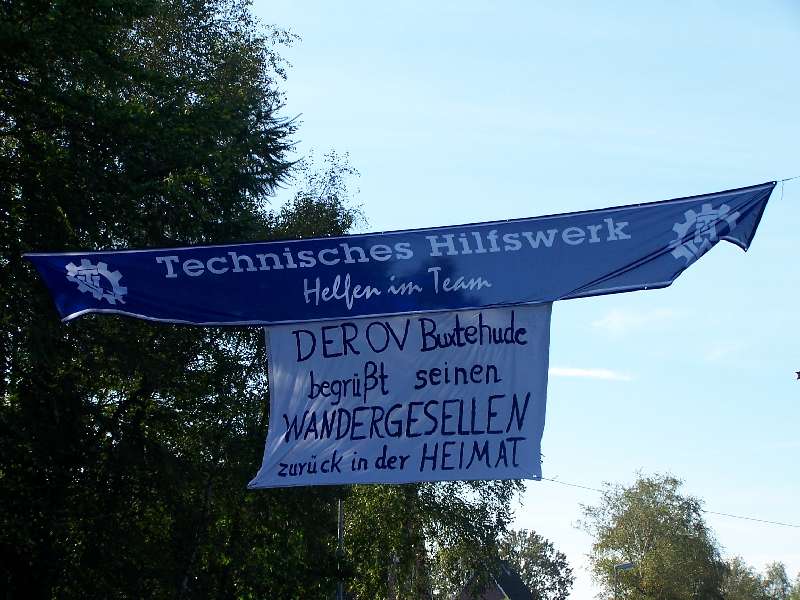 Technisches Hilfswerk
Helfen im Team
DER OV Buxtehude
begrüßt seinen
WANDERGESELLEN
zurück in der HEIMAT